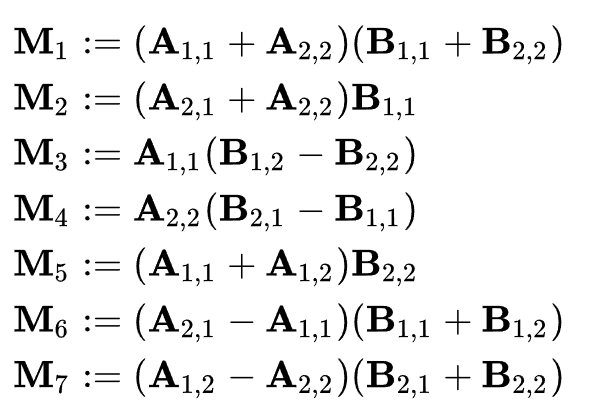 M₁ := (A₁,₁ + A₂,₂)(B₁,₁ + B₂,₂)
M₂ := (A₂,₁ + A₂,₂)B₁,₁
M₃ := A₁,₁(B₁,₂ − B₂,₂)
M₄ := A₂,₂(B₂,₁ − B₁,₁)
M₅ := (A₁,₁ + A₁,₂)B₂,₂
M₆ := (A₂,₁ − A₁,₁)(B₁,₁ + B₁,₂)
M₇ := (A₁,₂ − A₂,₂)(B₂,₁ + B₂,₂)